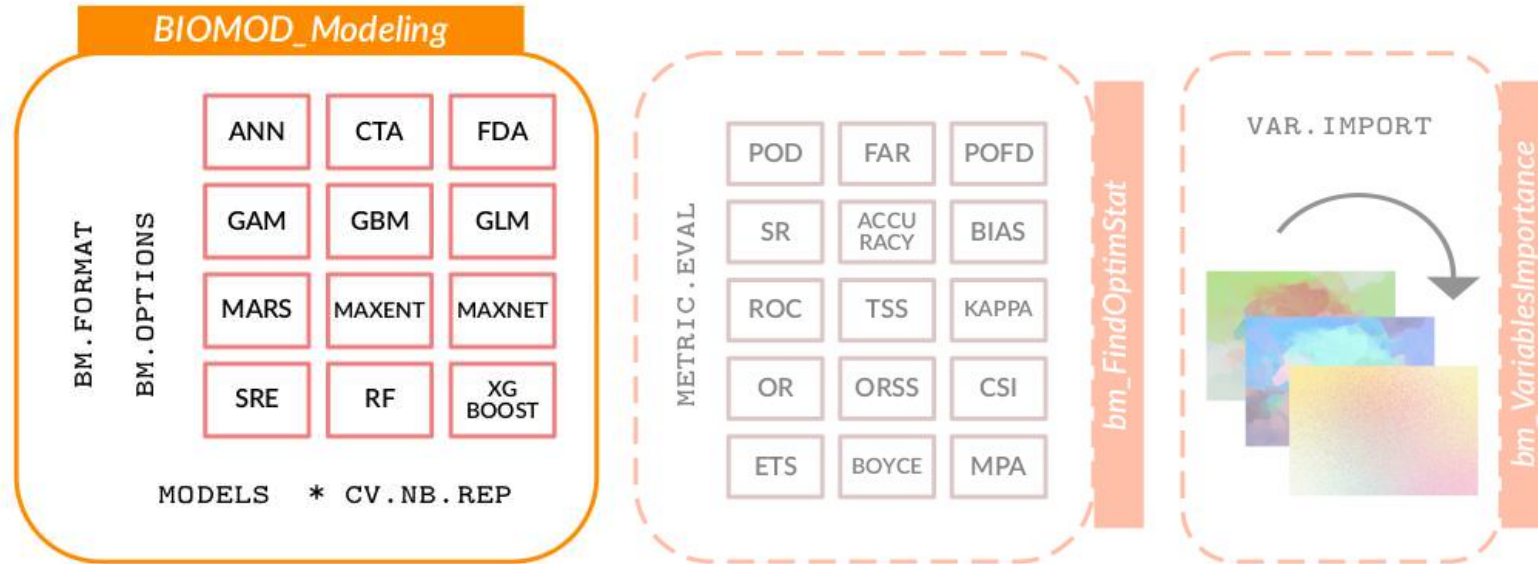 BIOMOD_Modeling
BM.FORMAT
BM.OPTIONS
ANN
CTA
FDA
GAM
GBM
GLM
MARS
MAXENT
MAXNET
SRE
RF
XG
BOOST
MODELS * CV.NB.REP
METRIC.EVAL
POD
FAR
POFD
SR
ACCU
RACY
BIAS
ROC
TSS
KAPPA
OR
ORSS
CSI
ETS
BOYCE
MPA
bm_FindOptimStat
VAR.IMPORT
bm_VariablesImportance